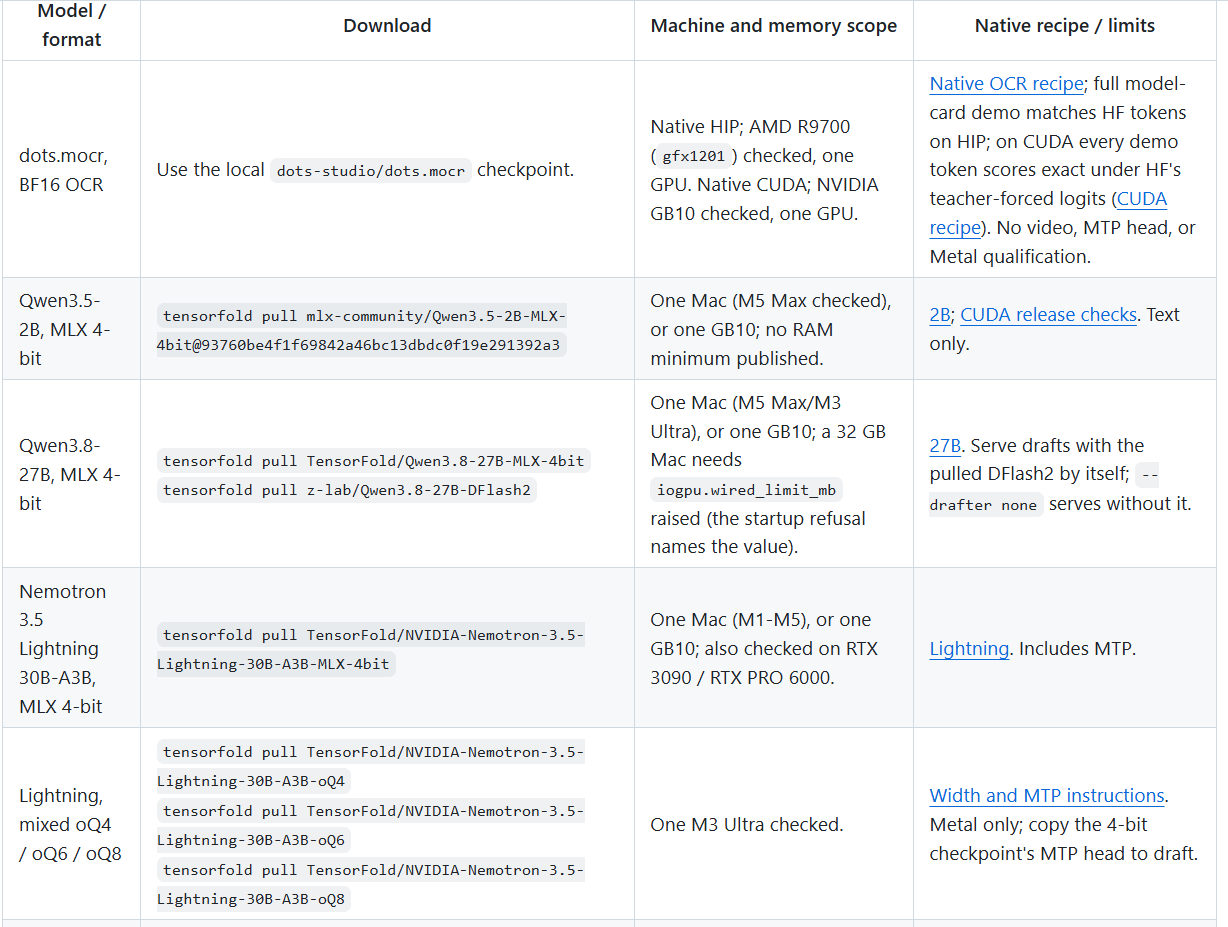 Model / format
Download
Machine and memory scope
Native recipe / limits
dots.mocr,
BF16 OCR
Use the local dots-studio/dots.mocr checkpoint.
Native HIP; AMD R9700
( gfx1201 ) checked, one
GPU. Native CUDA; NVIDIA
GB10 checked, one GPU.
Native OCR recipe; full model-
card demo matches HF tokens
on HIP; on CUDA every demo
token scores exact under HF's
teacher-forced logits (CUDA
recipe). No video, MTP head, or
Metal qualification.
Qwen3.5-
2B, MLX 4-
bit
tensorfold pull mlx-community/Qwen3.5-2B-MLX-
4bit@93760be4f1f69842a46bc13dbdc0f19e291392a3
One Mac (M5 Max checked),
or one GB10; no RAM
minimum published.
2B; CUDA release checks. Text
only.
Qwen3.8-
27B, MLX 4-
bit
tensorfold pull TensorFold/Qwen3.8-27B-MLX-4bit
tensorfold pull z-lab/Qwen3.8-27B-DFlash2
One Mac (M5 Max/M3
Ultra), or one GB10; a 32 GB
Mac needs
iogpu.wired_limit_mb
raised (the startup refusal
names the value).
27B. Serve drafts with the
pulled DFlash2 by itself; --
drafter none serves without it.
Nemotron
3.5
Lightning
30B-A3B,
MLX 4-bit
tensorfold pull TensorFold/NVIDIA-Nemotron-3.5-
Lightning-30B-A3B-MLX-4bit
One Mac (M1-M5), or one
GB10; also checked on RTX
3090 / RTX PRO 6000.
Lightning. Includes MTP.
Lightning,
mixed oQ4
/ oQ6 / oQ8
tensorfold pull TensorFold/NVIDIA-Nemotron-3.5-
Lightning-30B-A3B-oQ4
tensorfold pull TensorFold/NVIDIA-Nemotron-3.5-
Lightning-30B-A3B-oQ6
tensorfold pull TensorFold/NVIDIA-Nemotron-3.5-
Lightning-30B-A3B-oQ8
One M3 Ultra checked.
Width and MTP instructions.
Metal only; copy the 4-bit
checkpoint's MTP head to draft.